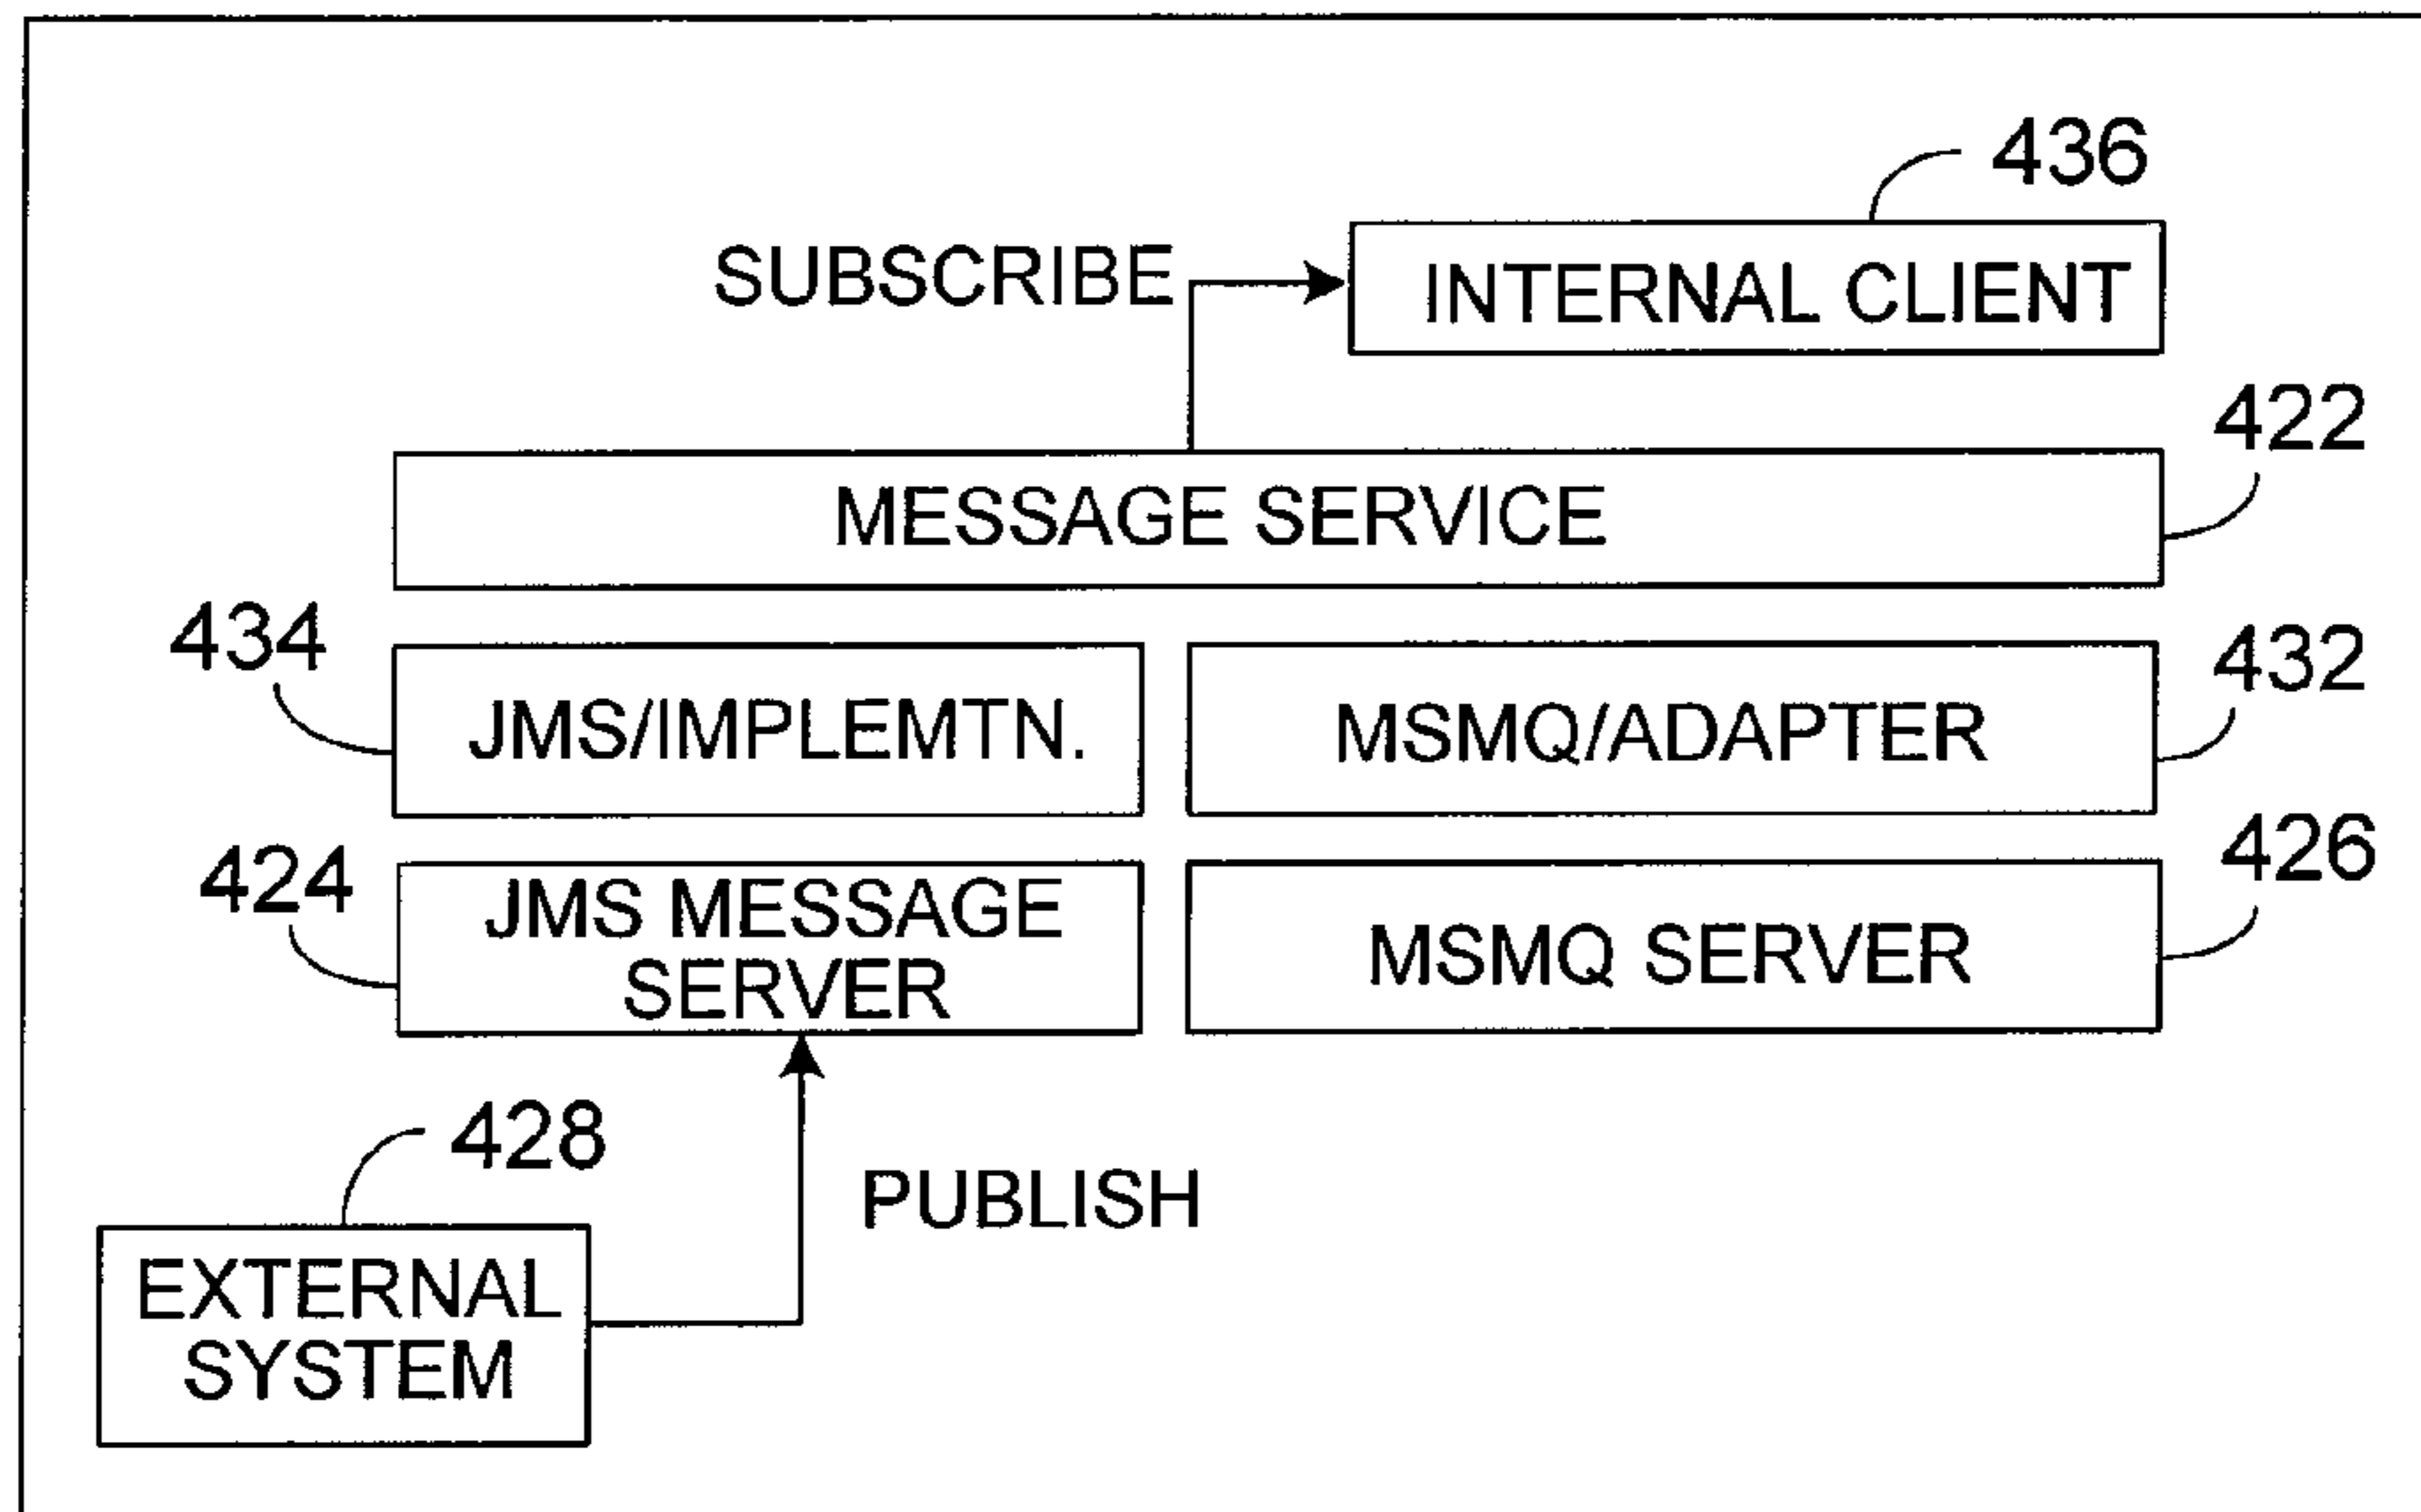 436
SUBSCRIBE
INTERNAL CLIENT
422
MESSAGE SERVICE
434
432
JMS/IMPLEMTN.
MSMQ/ADAPTER
424
426
JMS MESSAGE
SERVER
MSMQ SERVER
428
PUBLISH
EXTERNAL
SYSTEM